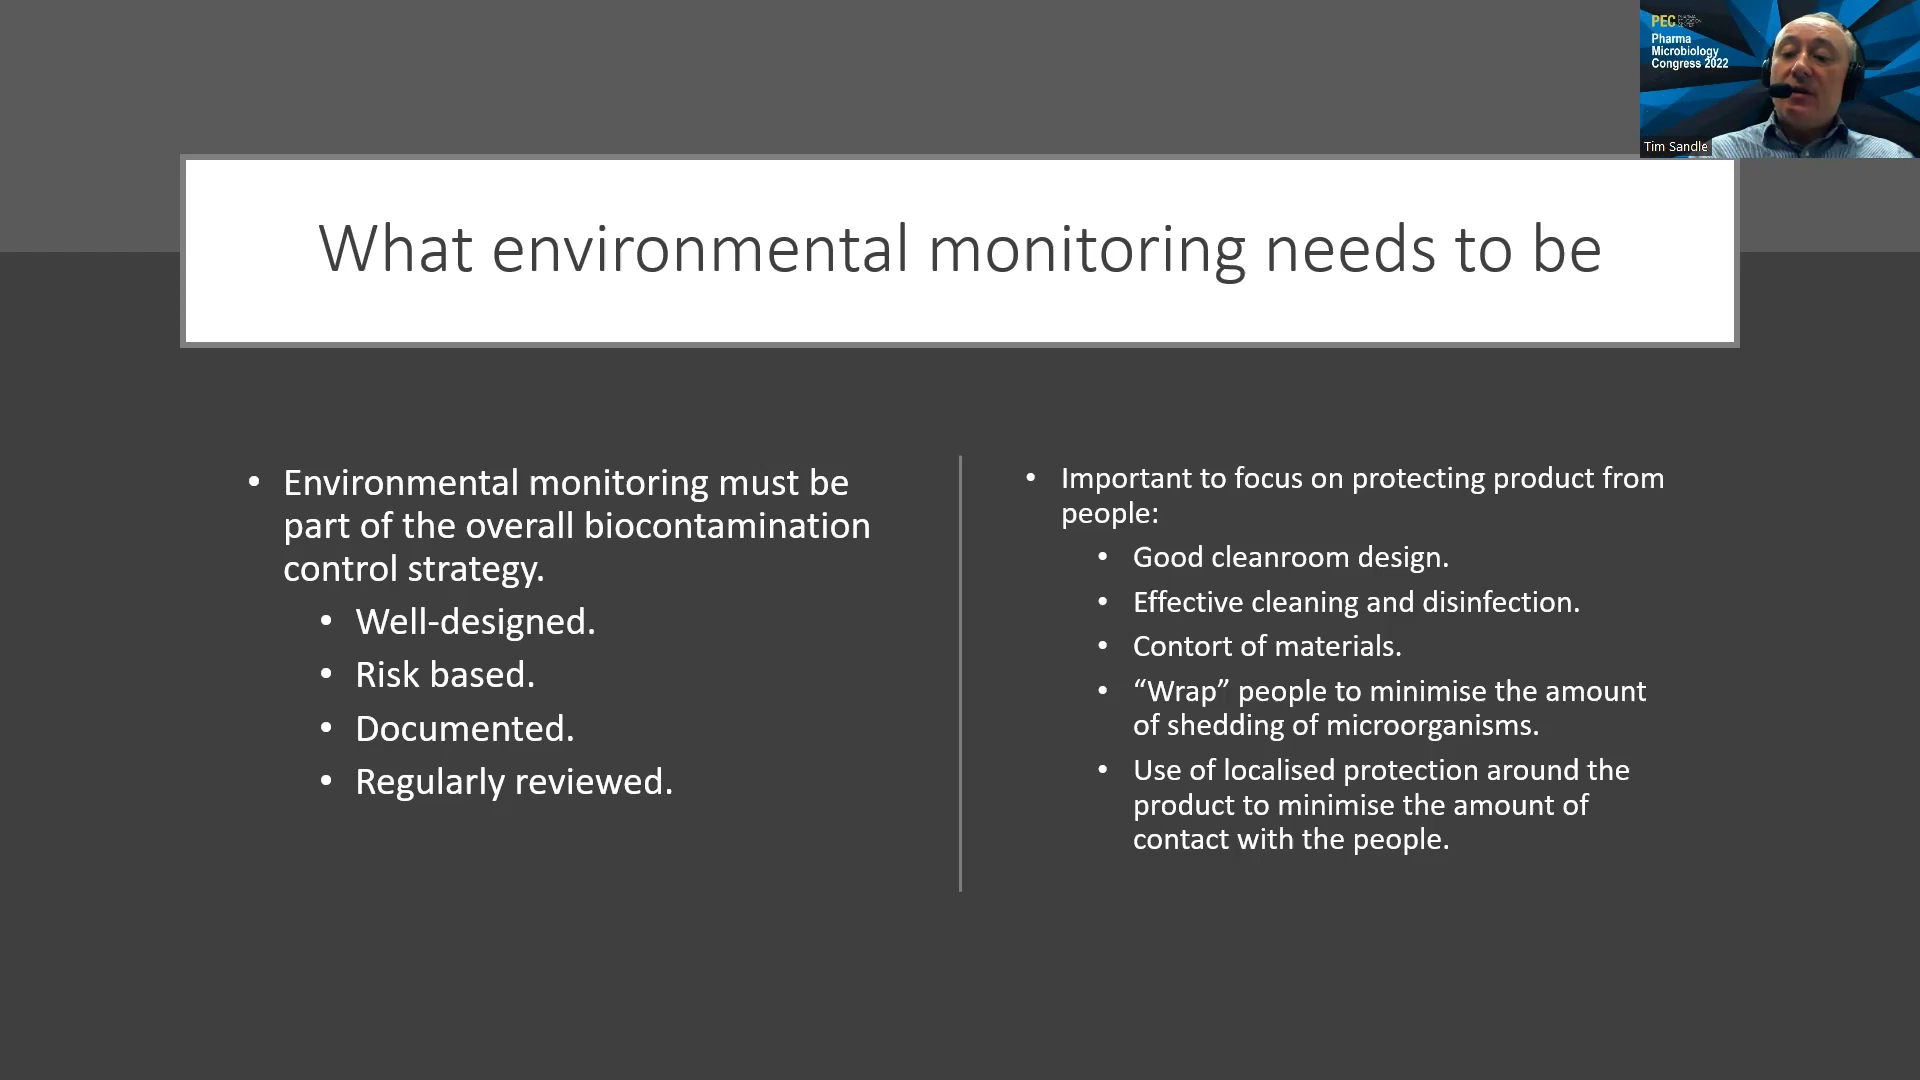 PEC
Pharma
Microbiology
Congress 2022
Tim Sandle
What environmental monitoring needs to be
• Environmental monitoring must be
part of the overall biocontamination
control strategy.
• Well-designed.
• Risk based.
• Documented.
• Regularly reviewed.
• Important to focus on protecting product from
people:
• Good cleanroom design.
• Effective cleaning and disinfection.
• Contort of materials.
• “Wrap” people to minimise the amount
of shedding of microorganisms.
• Use of localised protection around the
product to minimise the amount of
contact with the people.